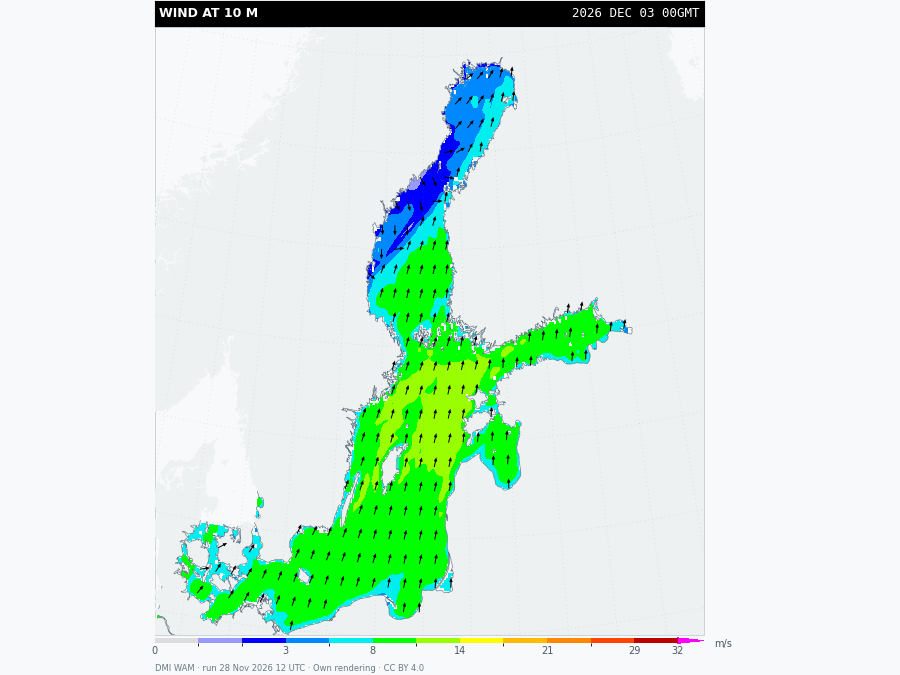 WIND AT 10 M
2026 DEC 03 00GMT
0 3 8 14 21 29 32 m/s
DMI WAM · run 28 Nov 2026 12 UTC · Own rendering · CC BY 4.0